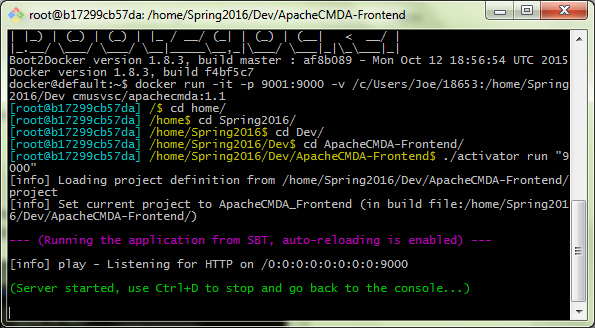 root@b17299cb57da: /home/Spring2016/Dev/ApacheCMDA-Frontend
Boot2Docker version 1.8.3, build master : af8b089 - Mon Oct 12 18:56:54 UTC 2015
Docker version 1.8.3, build f4bf5c7
docker@default:~$ docker run -it -p 9001:9000 -v /c/Users/Joe/18653:/home/Spring
2016/Dev cmusvsc/apachecmda:1.1
[root@b17299cb57da] /$ cd home/
[root@b17299cb57da] /home$ cd Spring2016/
[root@b17299cb57da] /home/Spring2016$ cd Dev/
[root@b17299cb57da] /home/Spring2016/Dev$ cd ApacheCMDA-Frontend/
[root@b17299cb57da] /home/Spring2016/Dev/ApacheCMDA-Frontend$ ./activator run "9
000"
[info] Loading project definition from /home/Spring2016/Dev/ApacheCMDA-Frontend/
project
[info] Set current project to ApacheCMDA_Frontend (in build file:/home/Spring201
6/Dev/ApacheCMDA-Frontend/)
--- (Running the application from SBT, auto-reloading is enabled) ---
[info] play - Listening for HTTP on /0:0:0:0:0:0:0:0:9000
(Server started, use Ctrl+D to stop and go back to the console...)